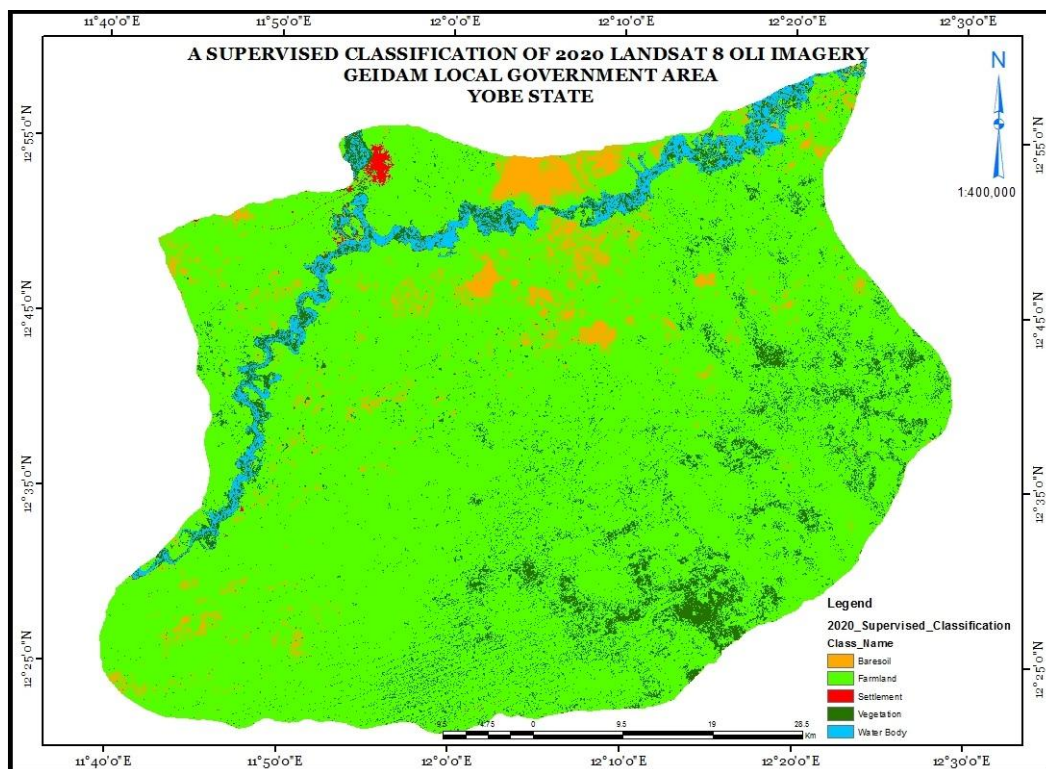 11°40'0"E 11°50'0"E 12°0'0"E 12°10'0"E 12°20'0"E 12°30'0"E
A SUPERVISED CLASSIFICATION OF 2020 LANDSAT 8 OLI IMAGERY
GEIDAM LOCAL GOVERNMENT AREA
YOBE STATE
N
1:400,000
12°55'0"N
12°45'0"N
12°35'0"N
12°25'0"N
12°55'0"N
12°45'0"N
12°35'0"N
12°25'0"N
Legend
2020_Supervised_Classification
Class_Name
Baresoil
Farmland
Settlement
Vegetation
Water Body
9.5 4.75 0 9.5 19 28.5
Km
11°40'0"E 11°50'0"E 12°0'0"E 12°10'0"E 12°20'0"E 12°30'0"E